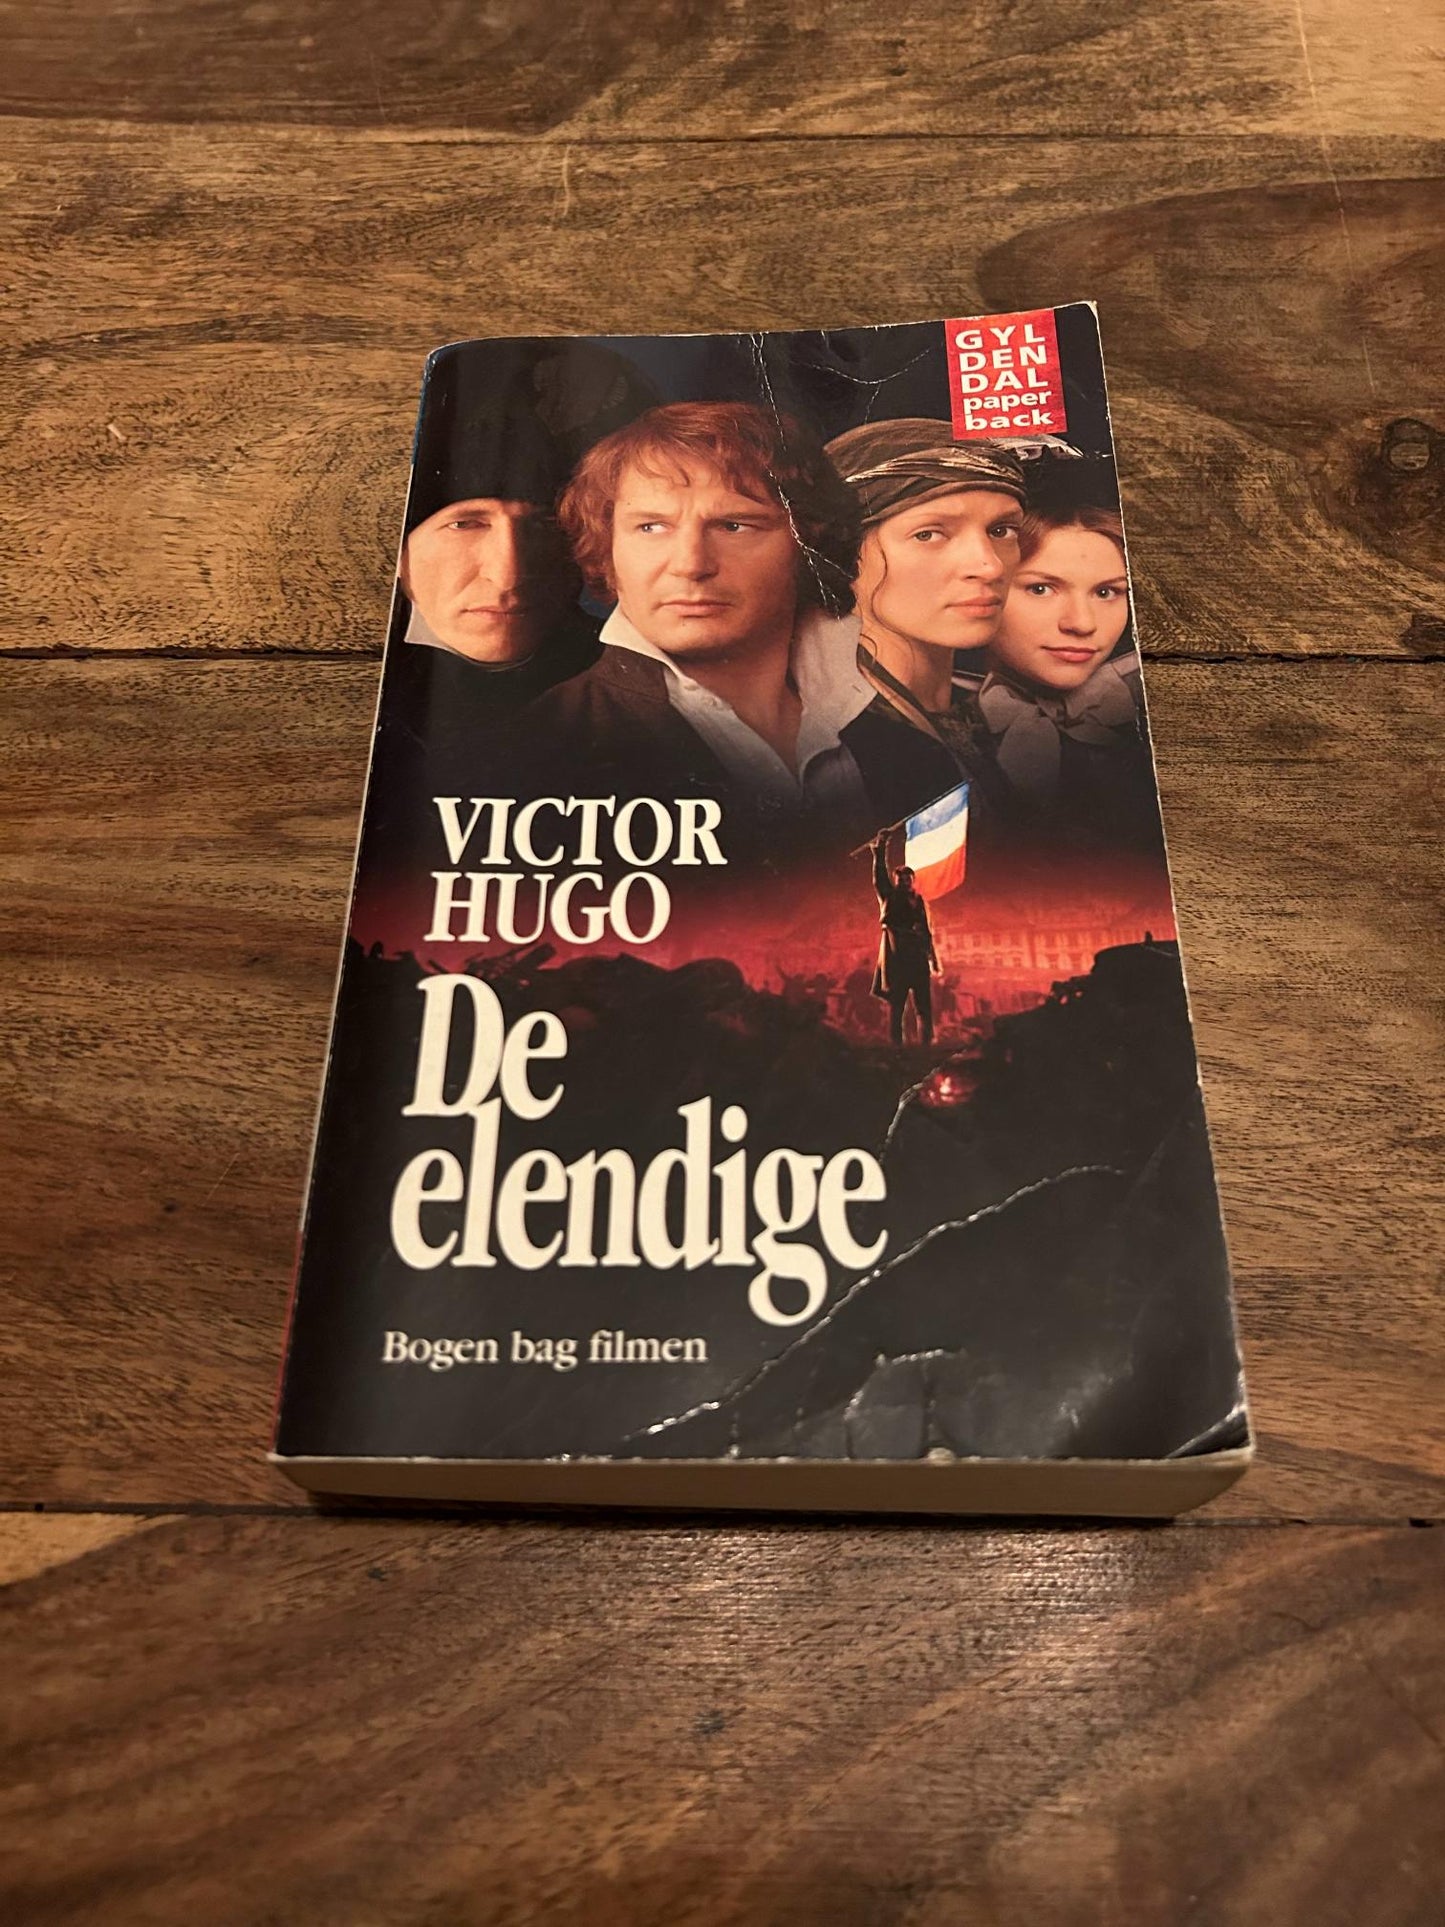 GYL
DEN
DAL
paper
back
VICTOR
HUGO
De
elendige
Bogen bag filmen